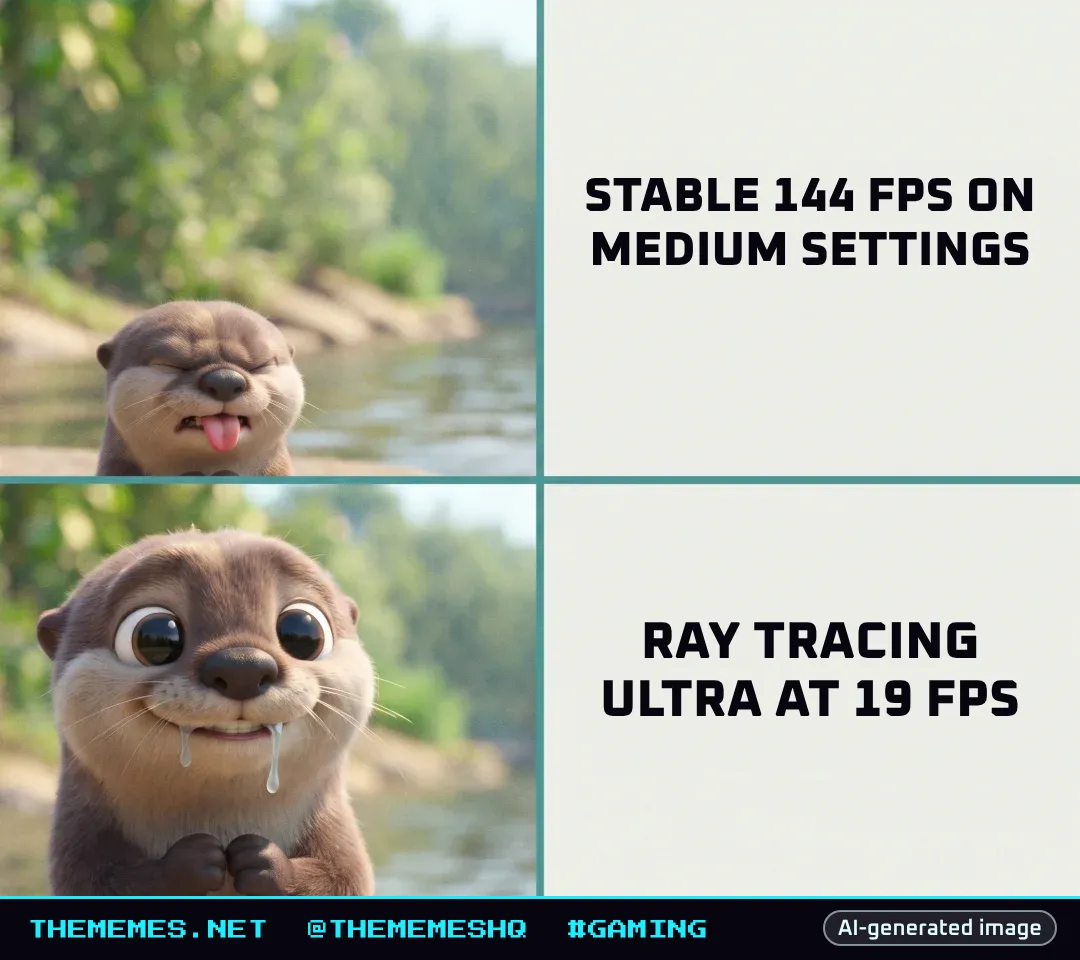 STABLE 144 FPS ON
MEDIUM SETTINGS
RAY TRACING
ULTRA AT 19 FPS
THEMEMES.NET @THEMEMESHQ #GAMING AI-generated image